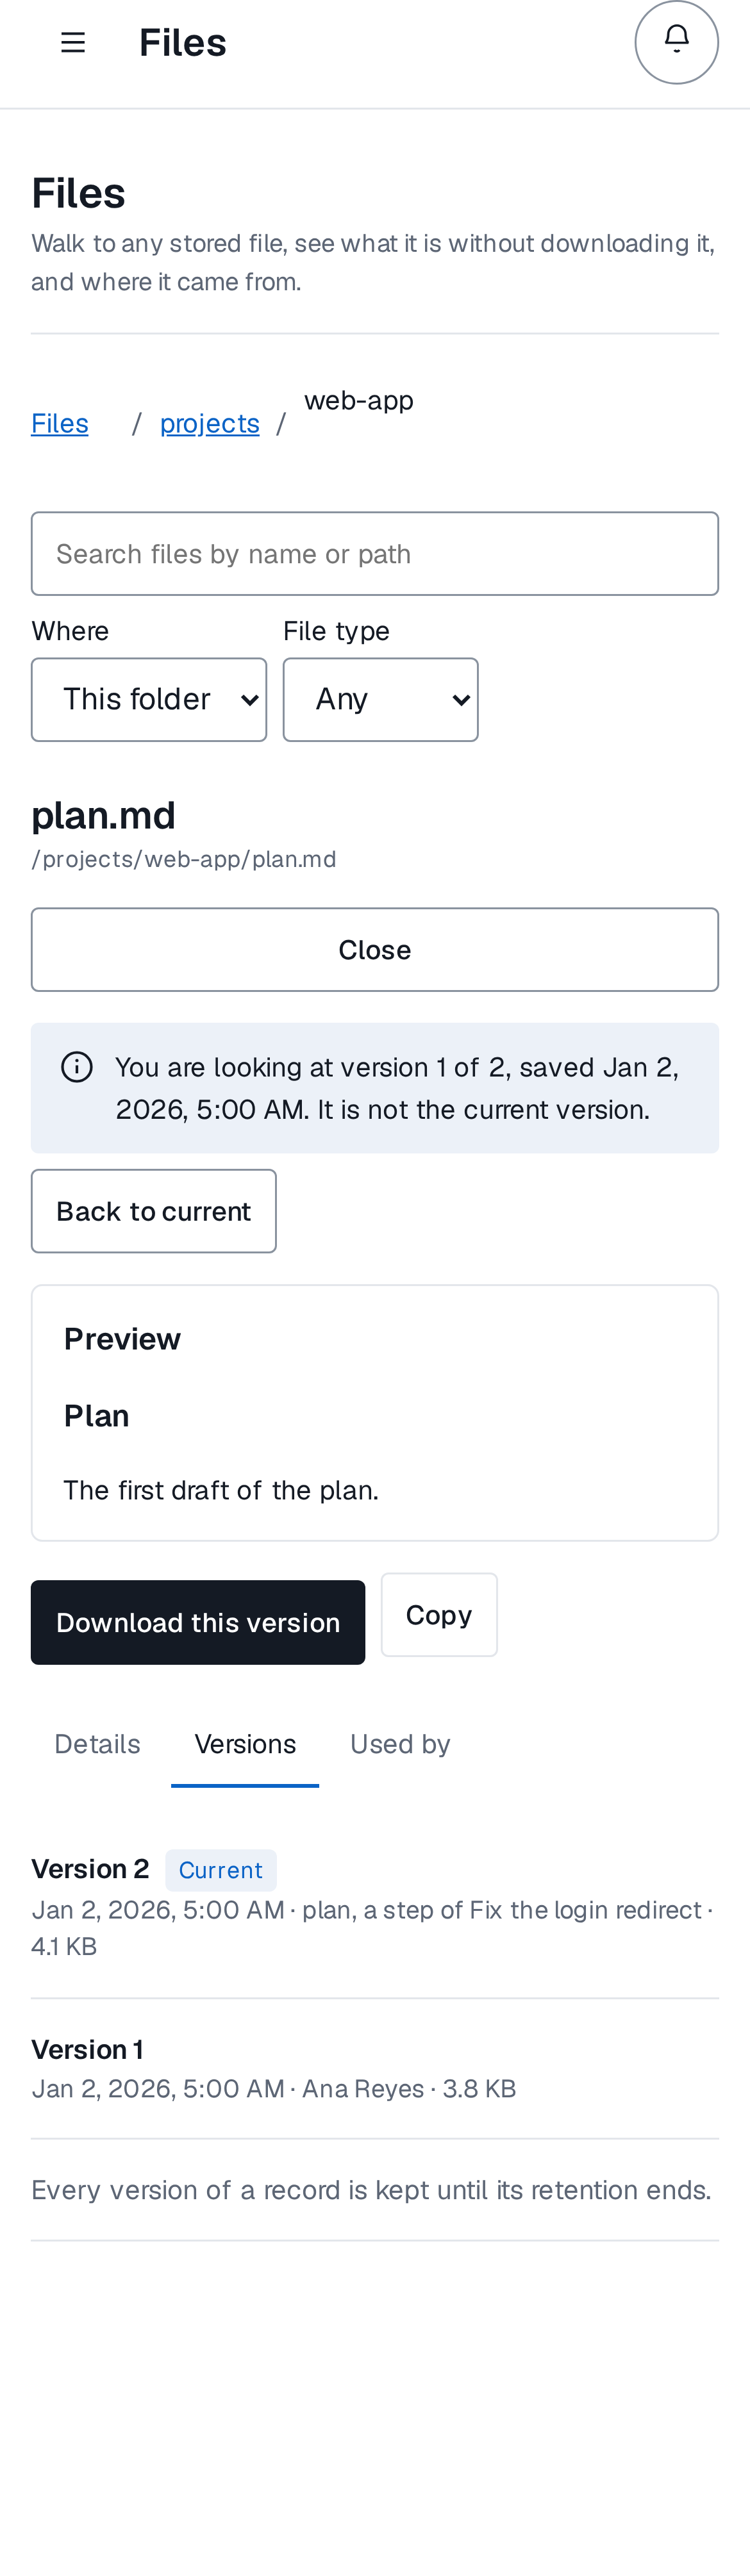 Files
Files
Walk to any stored file, see what it is without downloading it,
and where it came from.
Files / projects / web-app
Search files by name or path
Where File type
This folder Any
plan.md
/projects/web-app/plan.md
Close
You are looking at version 1 of 2, saved Jan 2,
2026, 5:00 AM. It is not the current version.
Back to current
Preview
Plan
The first draft of the plan.
Download this version Copy
Details Versions Used by
Version 2 Current
Jan 2, 2026, 5:00 AM · plan, a step of Fix the login redirect ·
4.1 KB
Version 1
Jan 2, 2026, 5:00 AM · Ana Reyes · 3.8 KB
Every version of a record is kept until its retention ends.